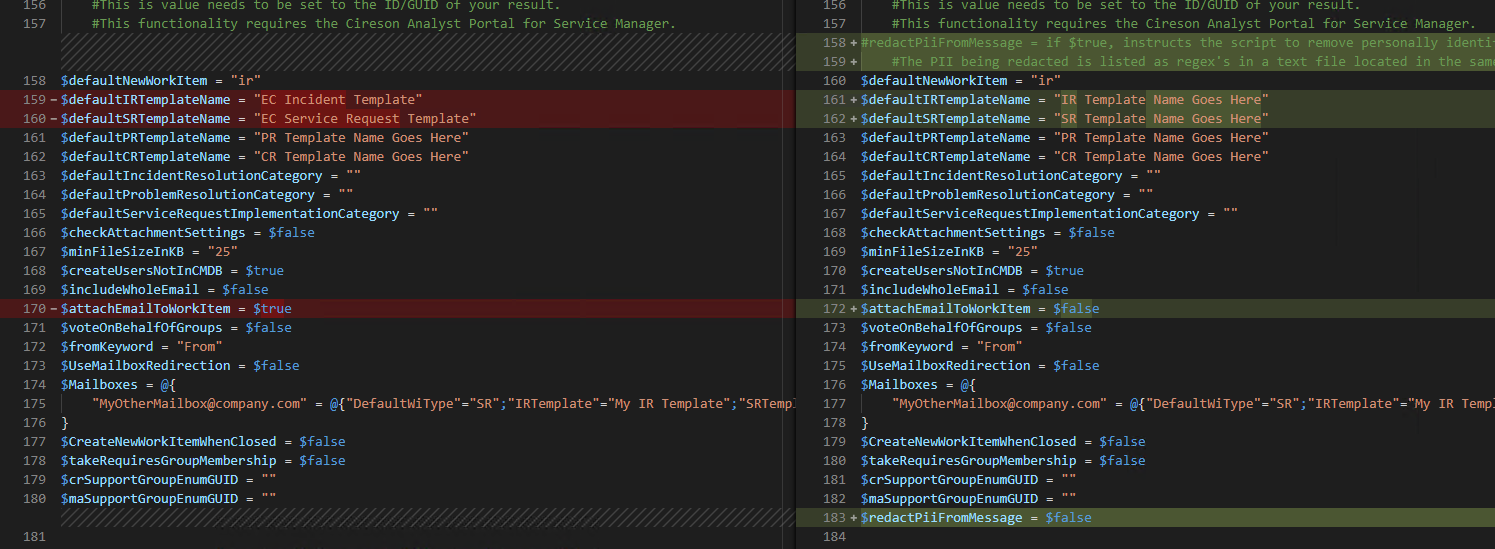 156 #This is value needs to be set to the ID/GUID of your result.
157 #This functionality requires the Cireson Analyst Portal for Service Manager.
158 $defaultNewWorkItem = "ir"
159 - $defaultIRTemplateName = "EC Incident Template"
160 - $defaultSRTemplateName = "EC Service Request Template"
161 $defaultPRTemplateName = "PR Template Name Goes Here"
162 $defaultCRTemplateName = "CR Template Name Goes Here"
163 $defaultIncidentResolutionCategory = ""
164 $defaultProblemResolutionCategory = ""
165 $defaultServiceRequestImplementationCategory = ""
166 $checkAttachmentSettings = $false
167 $minFileSizeInKB = "25"
168 $createUsersNotInCMDB = $true
169 $includeWholeEmail = $false
170 - $attachEmailToWorkItem = $true
171 $voteOnBehalfOfGroups = $false
172 $fromKeyword = "From"
173 $UseMailboxRedirection = $false
174 $Mailboxes = @{
175 "MyOtherMailbox@company.com" = @{"DefaultWiType"="SR";"IRTemplate"="My IR Template";"SRTempl
176 }
177 $CreateNewWorkItemWhenClosed = $false
178 $takeRequiresGroupMembership = $false
179 $crSupportGroupEnumGUID = ""
180 $maSupportGroupEnumGUID = ""
181
156 #This is value needs to be set to the ID/GUID of your result.
157 #This functionality requires the Cireson Analyst Portal for Service Manager.
158 + #redactPiiFromMessage = if $true, instructs the script to remove personally identi
159 + #The PII being redacted is listed as regex's in a text file located in the same
160 $defaultNewWorkItem = "ir"
161 + $defaultIRTemplateName = "IR Template Name Goes Here"
162 + $defaultSRTemplateName = "SR Template Name Goes Here"
163 $defaultPRTemplateName = "PR Template Name Goes Here"
164 $defaultCRTemplateName = "CR Template Name Goes Here"
165 $defaultIncidentResolutionCategory = ""
166 $defaultProblemResolutionCategory = ""
167 $defaultServiceRequestImplementationCategory = ""
168 $checkAttachmentSettings = $false
169 $minFileSizeInKB = "25"
170 $createUsersNotInCMDB = $true
171 $includeWholeEmail = $false
172 + $attachEmailToWorkItem = $false
173 $voteOnBehalfOfGroups = $false
174 $fromKeyword = "From"
175 $UseMailboxRedirection = $false
176 $Mailboxes = @{
177 "MyOtherMailbox@company.com" = @{"DefaultWiType"="SR";"IRTemplate"="My IR Templ
178 }
179 $CreateNewWorkItemWhenClosed = $false
180 $takeRequiresGroupMembership = $false
181 $crSupportGroupEnumGUID = ""
182 $maSupportGroupEnumGUID = ""
183 + $redactPiiFromMessage = $false
184